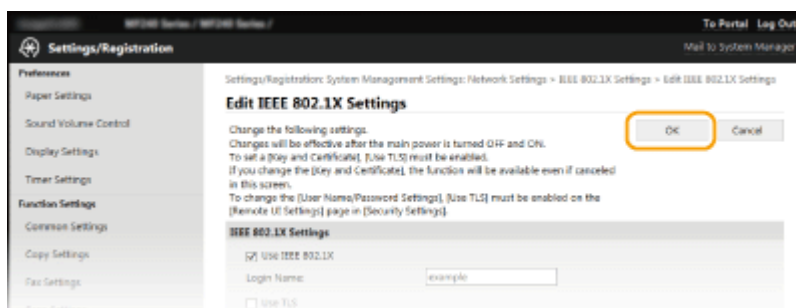 MF240 Series / MF240 Series /
To Portal Log Out
Settings/Registration
Mail to System Manager
Preferences
Paper Settings
Sound Volume Control
Display Settings
Timer Settings
Function Settings
Common Settings
Copy Settings
Fax Settings
Settings/Registration: System Management Settings: Network Settings > IEEE 802.1X Settings > Edit IEEE 802.1X Settings
Edit IEEE 802.1X Settings
Change the following settings.
Changes will be effective after the main power is turned OFF and ON.
To set a [Key and Certificate], [Use TLS] must be enabled.
If you change the [Key and Certificate], the function will be available even if canceled
in this screen.
To change the [User Name/Password Settings], [Use TLS] must be enabled on the
[Remote UI Settings] page in [Security Settings].
OK
Cancel
IEEE 802.1X Settings
Use IEEE 802.1X
Login Name:
example
Use TLS